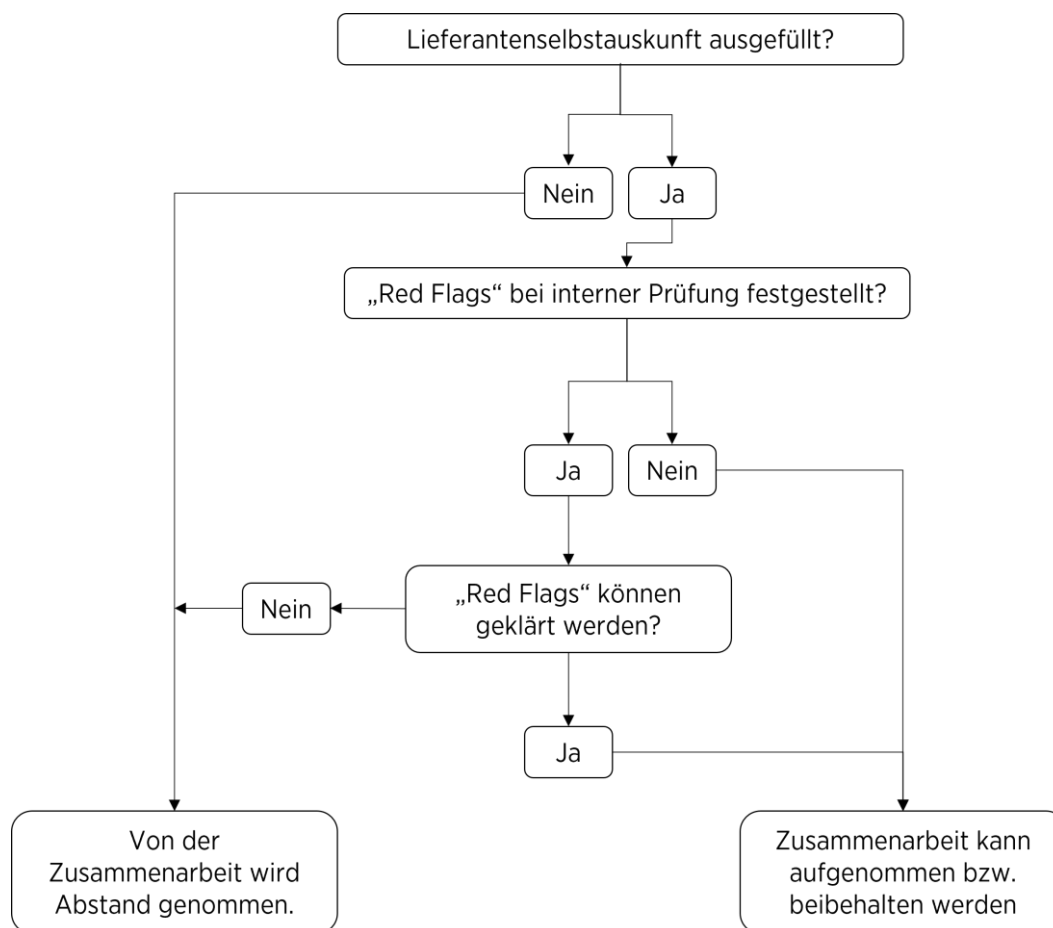 Lieferantenselbstauskunft ausgefüllt?
Nein
Ja
„Red Flags“ bei interner Prüfung festgestellt?
Ja
Nein
„Red Flags“ können
geklärt werden?
Nein
Ja
Von der
Zusammenarbeit wird
Abstand genommen.
Zusammenarbeit kann
aufgenommen bzw.
beibehalten werden